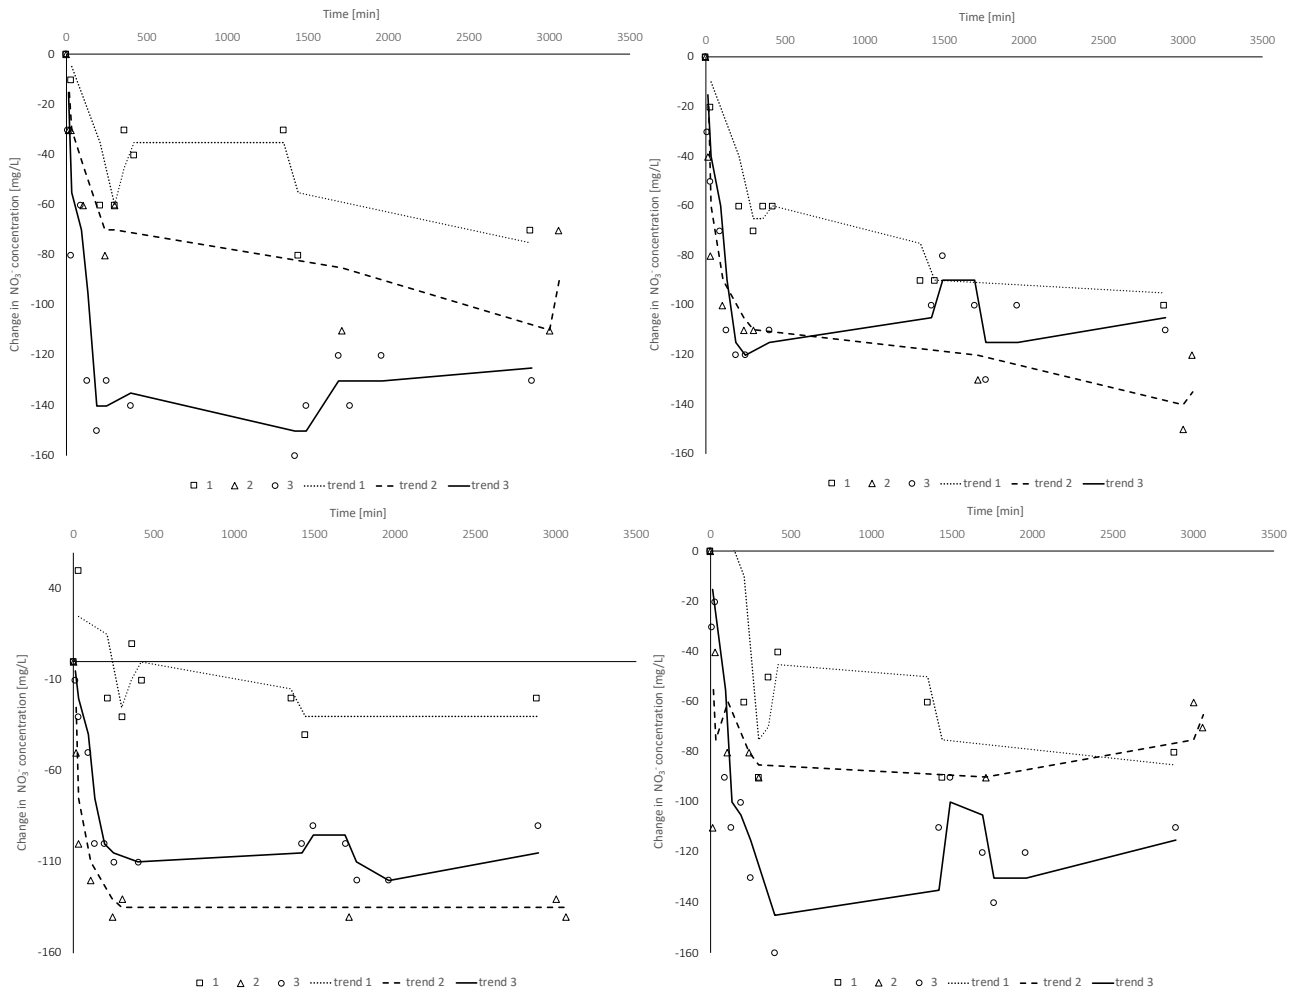 Time [min]
0 500 1000 1500 2000 2500 3000 3500
0
-20
-40
-60
-80
-100
-120
-140
-160
Change in NO₃⁻ concentration [mg/L]
1 2 3 trend 1 trend 2 trend 3
Time [min]
0 500 1000 1500 2000 2500 3000 3500
0
-20
-40
-60
-80
-100
-120
-140
-160
Change in NO₃⁻ concentration [mg/L]
1 2 3 trend 1 trend 2 trend 3
Time [min]
0 500 1000 1500 2000 2500 3000 3500
40
-10
-60
-110
-160
Change in NO₃⁻ concentration [mg/L]
1 2 3 trend 1 trend 2 trend 3
Time [min]
0 500 1000 1500 2000 2500 3000 3500
0
-20
-40
-60
-80
-100
-120
-140
-160
Change in NO₃⁻ concentration [mg/L]
1 2 3 trend 1 trend 2 trend 3